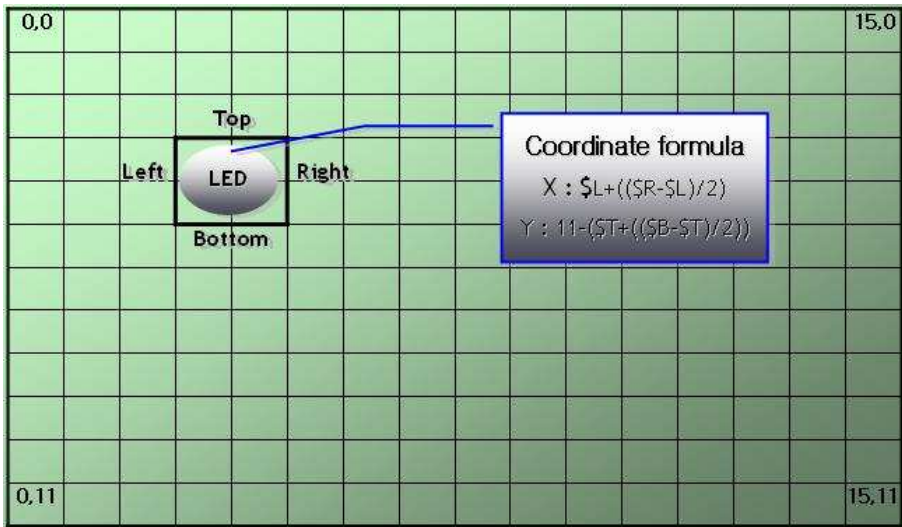 0,0
15,0
Top
Left
LED
Right
Bottom
Coordinate formula
X : $L+(($R-$L)/2)
Y : 11-($T+(($B-$T)/2))
0,11
15,11